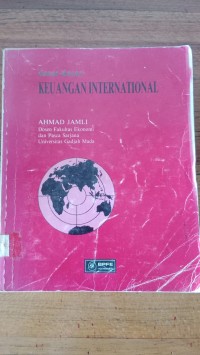 KEUANGAN INTERNATIONAL
AHMAD JAMLI
Dosen Fakultas Ekonomi
dan Pasca Sarjana
Universitas Gadjah Mada
BPFE